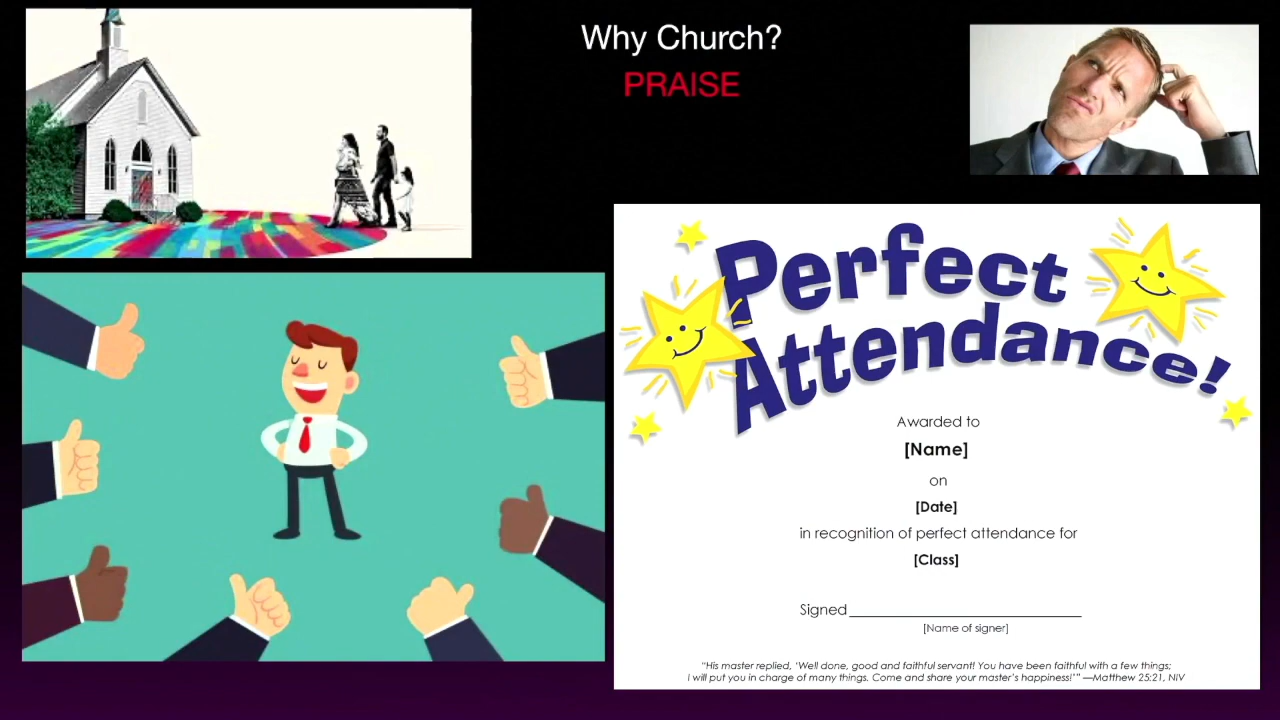 Why Church?
PRAISE
Perfect
Attendance!
Awarded to
[Name]
on
[Date]
in recognition of perfect attendance for
[Class]
Signed
[Name of signer]
“His master replied, ‘Well done, good and faithful servant! You have been faithful with a few things;
I will put you in charge of many things. Come and share your master’s happiness!’” —Matthew 25:21, NIV